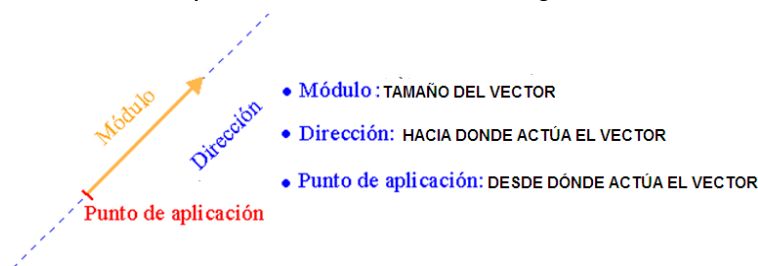 Módulo
Dirección
Punto de aplicación
• Módulo : TAMAÑO DEL VECTOR
• Dirección: HACIA DONDE ACTÚA EL VECTOR
• Punto de aplicación: DESDE DÓNDE ACTÚA EL VECTOR